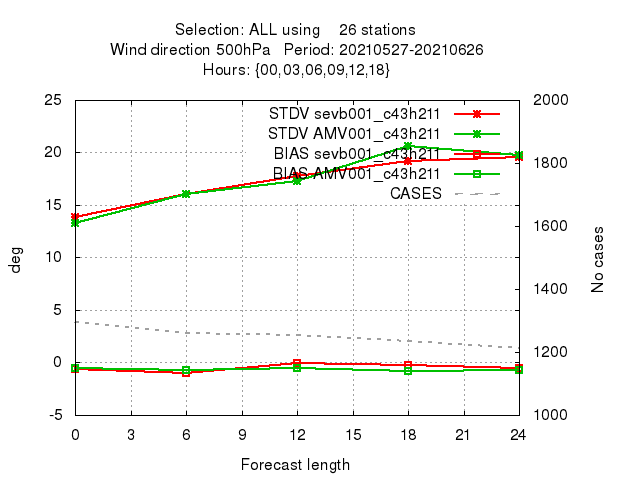 Selection: ALL using 26 stations
Wind direction 500hPa Period: 20210527-20210626
Hours: {00,03,06,09,12,18}
25
20
15
10
5
0
-5
deg
STDV sevb001_c43h211
STDV AMV001_c43h211
BIAS sevb001_c43h211
BIAS AMV001_c43h211
CASES
2000
1800
1600
1400
1200
1000
No cases
0 3 6 9 12 15 18 21 24
Forecast length